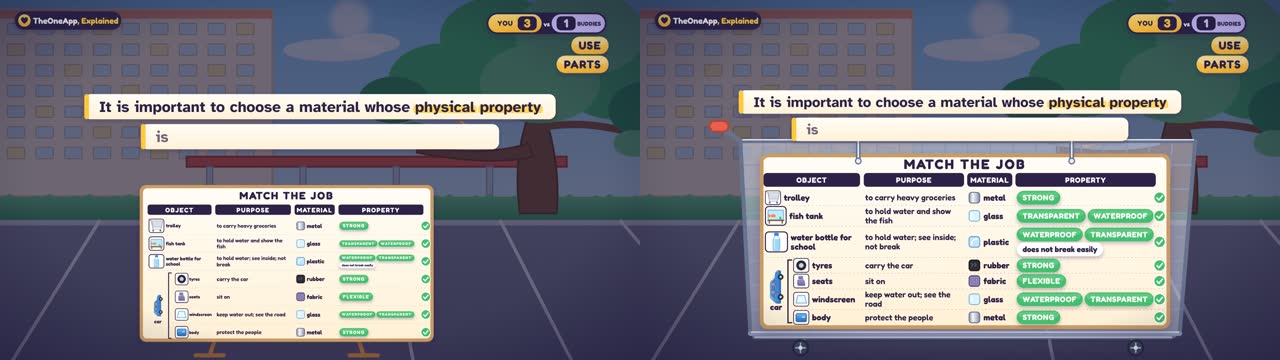 TheOneApp, Explained
YOU 3 vs 1 BUDDIES
USE
PARTS
It is important to choose a material whose physical property
is
MATCH THE JOB
OBJECT PURPOSE MATERIAL PROPERTY
trolley to carry heavy groceries metal STRONG
fish tank to hold water and show the glass TRANSPARENT WATERPROOF
fish
water bottle for to hold water; see inside; not plastic WATERPROOF TRANSPARENT
school break does not break easily
tyres carry the car rubber STRONG
seats sit on fabric FLEXIBLE
windscreen keep water out; see the road glass WATERPROOF TRANSPARENT
car
body protect the people metal STRONG
TheOneApp, Explained
YOU 3 vs 1 BUDDIES
USE
PARTS
It is important to choose a material whose physical property
is
MATCH THE JOB
OBJECT PURPOSE MATERIAL PROPERTY
trolley to carry heavy groceries metal STRONG
fish tank to hold water and show glass TRANSPARENT WATERPROOF
the fish
water bottle for to hold water; see inside; plastic WATERPROOF TRANSPARENT
school not break does not break easily
tyres carry the car rubber STRONG
seats sit on fabric FLEXIBLE
windscreen keep water out; see the glass WATERPROOF TRANSPARENT
road
car
body protect the people metal STRONG